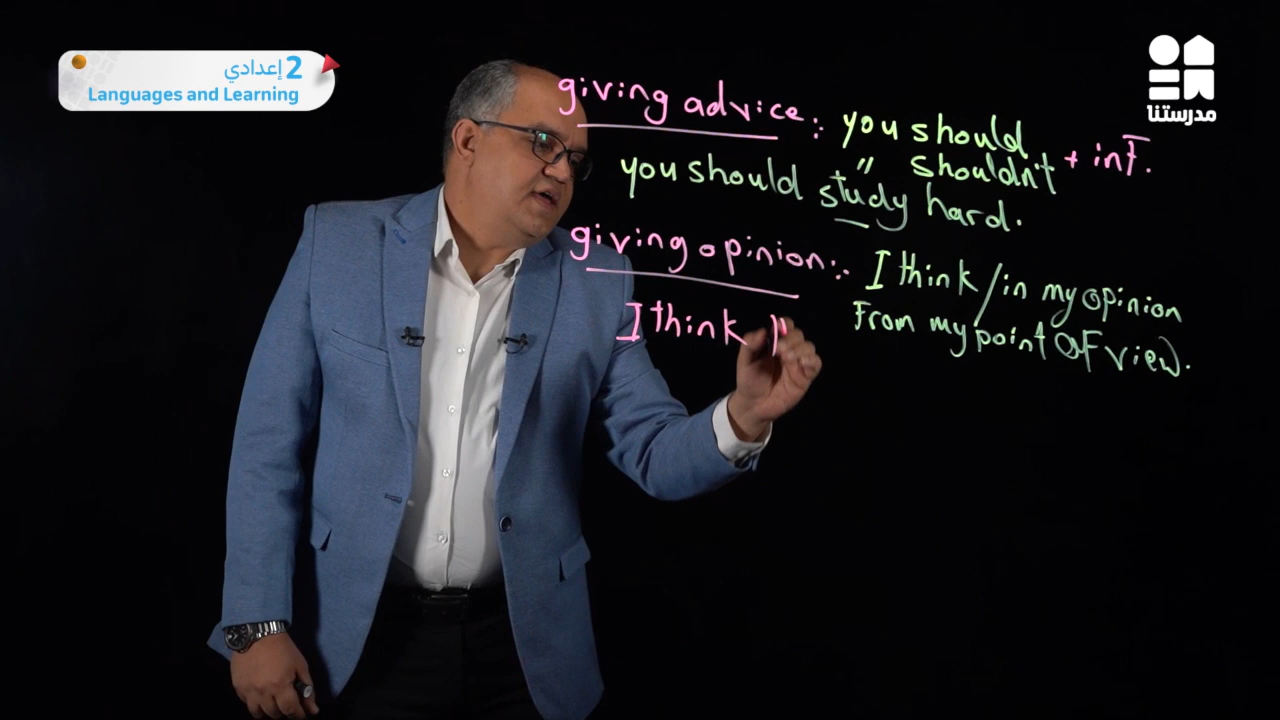 2 إعدادي
Languages and Learning
مدرستنا
giving advice: you should
" shouldn't + inf.
you should study hard.
giving opinion: I think / in my opinion
From my point of view.
I think